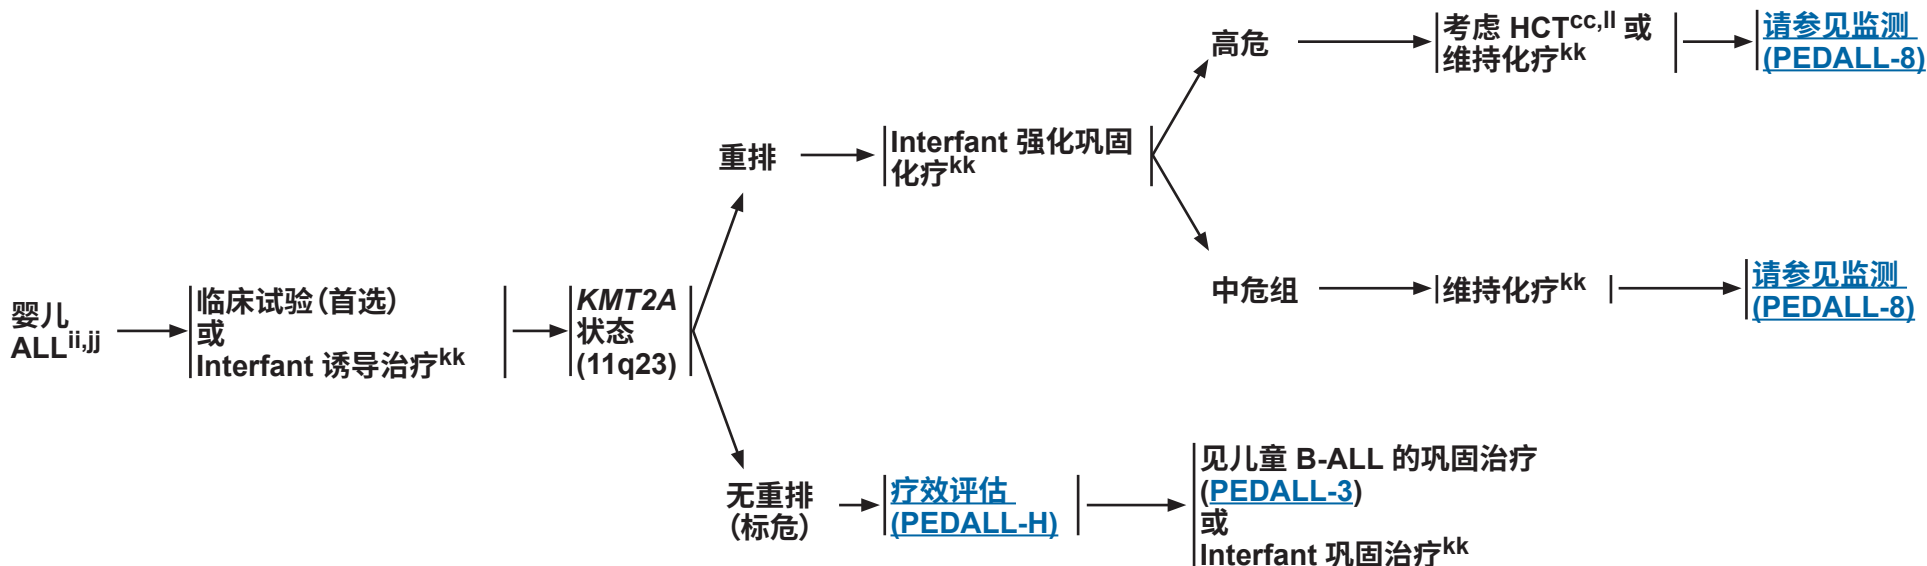 婴儿
ALLii,jj
临床试验（首选）
或
Interfant 诱导治疗kk
KMT2A
状态
(11q23)
重排
Interfant 强化巩固
化疗kk
高危
考虑 HCTcc,ll 或
维持化疗kk
请参见监测
(PEDALL-8)
中危组
维持化疗kk
请参见监测
(PEDALL-8)
无重排
（标危）
疗效评估
(PEDALL-H)
见儿童 B-ALL 的巩固治疗
(PEDALL-3)
或
Interfant 巩固治疗kk